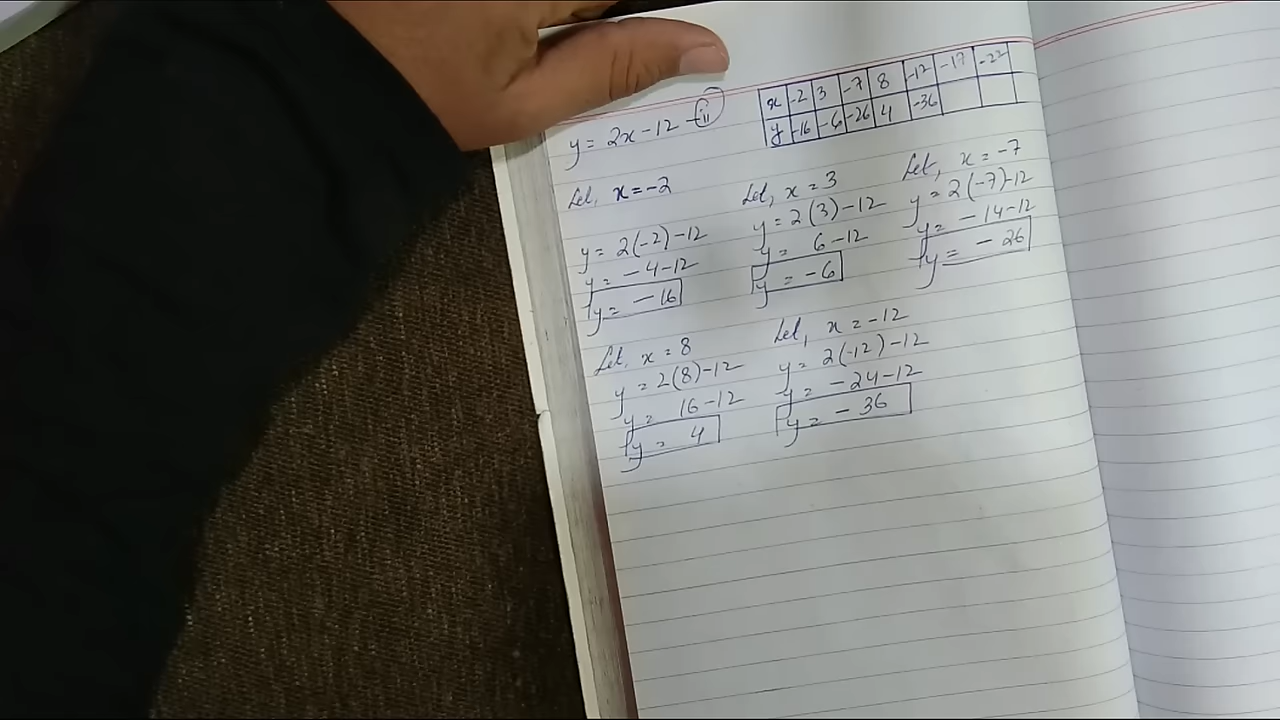 y = 2x - 12 - (ii)
x | -2 | 3 | -7 | 8 | -12 | -17 | -22
y | -16 | -6 | -26 | 4 | -36
Let, x = -2
y = 2(-2) - 12
y = -4 - 12
y = -16
Let, x = 3
y = 2(3) - 12
y = 6 - 12
y = -6
Let, x = -7
y = 2(-7) - 12
y = -14 - 12
y = -26
Let, x = 8
y = 2(8) - 12
y = 16 - 12
y = 4
Let, x = -12
y = 2(-12) - 12
y = -24 - 12
y = -36